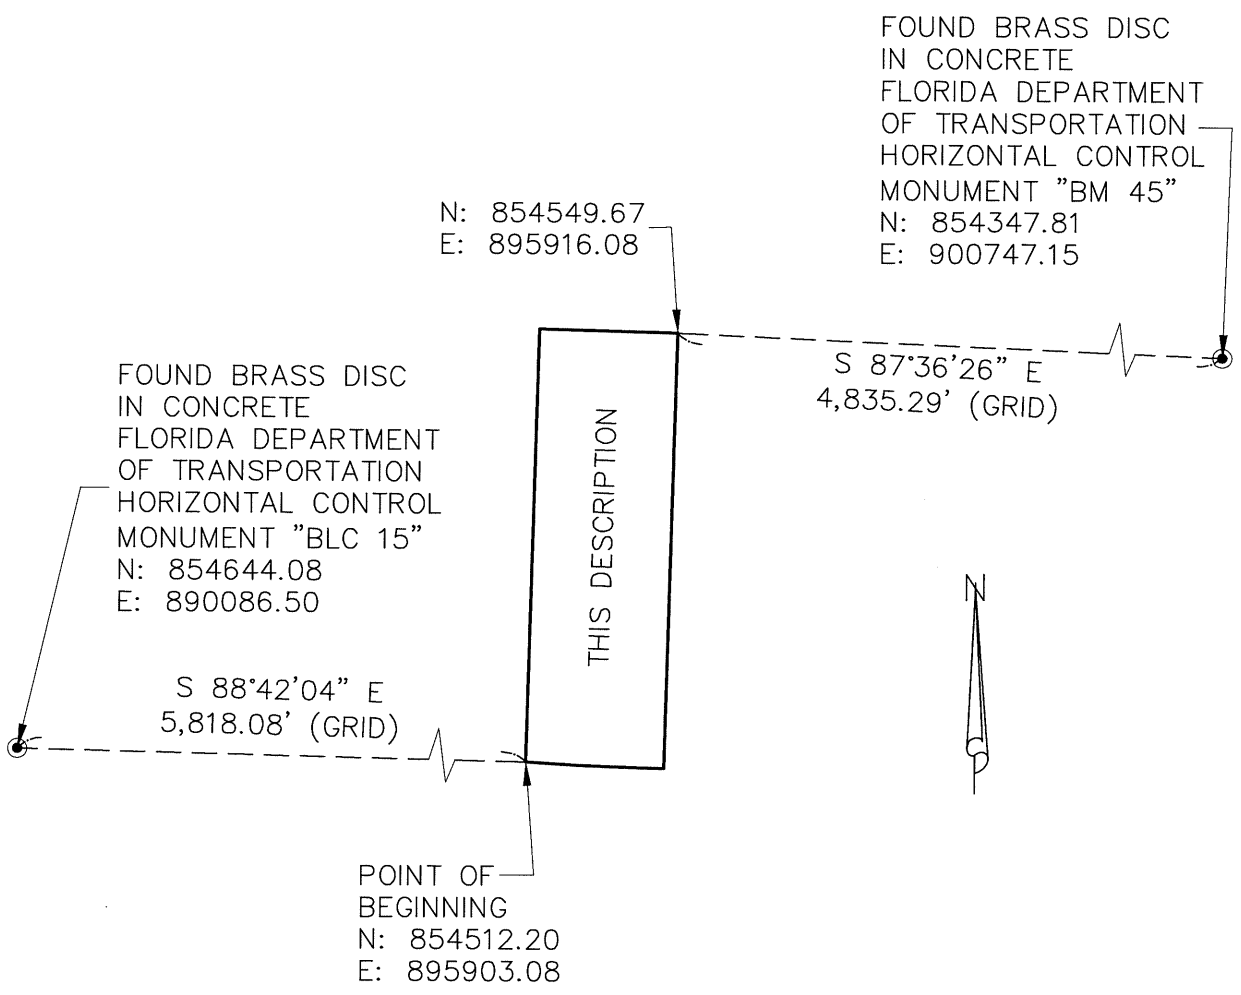 FOUND BRASS DISC
IN CONCRETE
FLORIDA DEPARTMENT
OF TRANSPORTATION
HORIZONTAL CONTROL
MONUMENT "BM 45"
N: 854347.81
E: 900747.15
N: 854549.67
E: 895916.08
S 87°36'26" E
4,835.29' (GRID)
FOUND BRASS DISC
IN CONCRETE
FLORIDA DEPARTMENT
OF TRANSPORTATION
HORIZONTAL CONTROL
MONUMENT "BLC 15"
N: 854644.08
E: 890086.50
THIS DESCRIPTION
N
S 88°42'04" E
5,818.08' (GRID)
POINT OF
BEGINNING
N: 854512.20
E: 895903.08